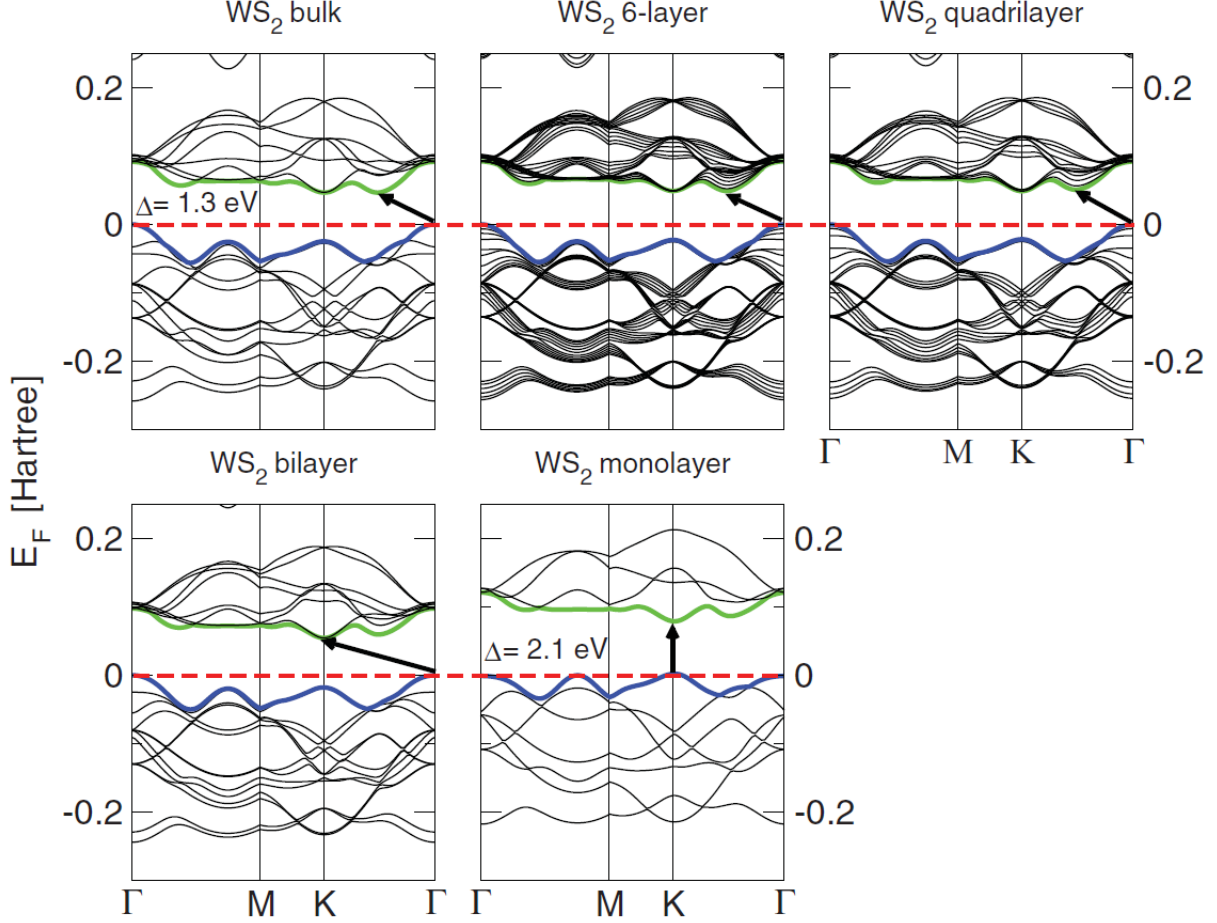 WS2 bulk
WS2 6-layer
WS2 quadrilayer
0.2
0
-0.2
Δ= 1.3 eV
0.2
0
-0.2
Γ M K Γ
E_F [Hartree]
WS2 bilayer
WS2 monolayer
0.2
0
-0.2
Δ= 2.1 eV
0.2
0
-0.2
Γ M K Γ
Γ M K Γ